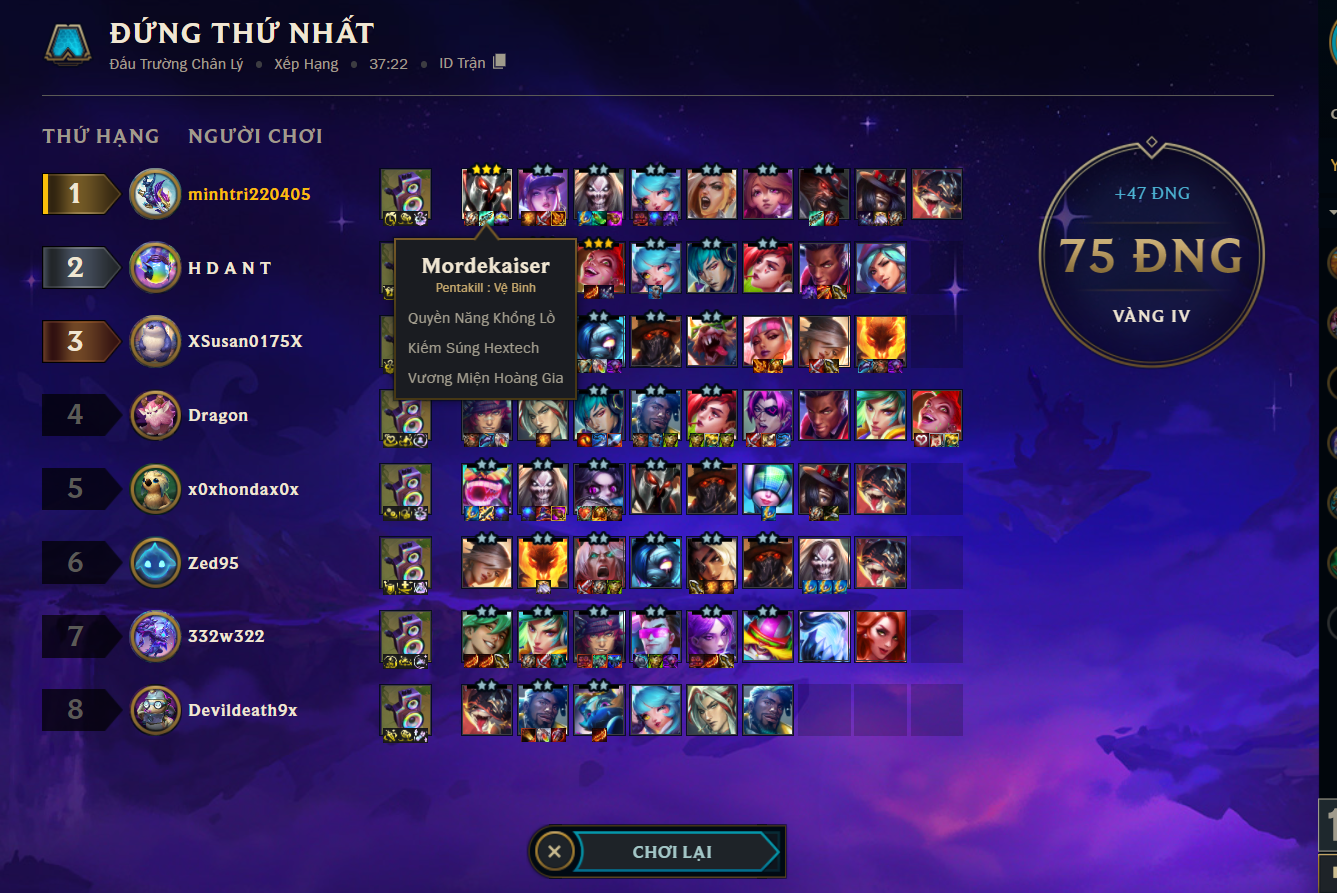 ĐỨNG THỨ NHẤT
Đấu Trường Chân Lý • Xếp Hạng • 37:22 • ID Trận
THỨ HẠNG NGƯỜI CHƠI
1 minhtri220405
2 H D A N T
3 XSusan0175X
4 Dragon
5 x0xhondax0x
6 Zed95
7 332w322
8 Devildeath9x
Mordekaiser
Pentakill : Vệ Binh
Quyền Năng Khổng Lồ
Kiếm Súng Hextech
Vương Miện Hoàng Gia
+47 ĐNG
75 ĐNG
VÀNG IV
CHƠI LẠI